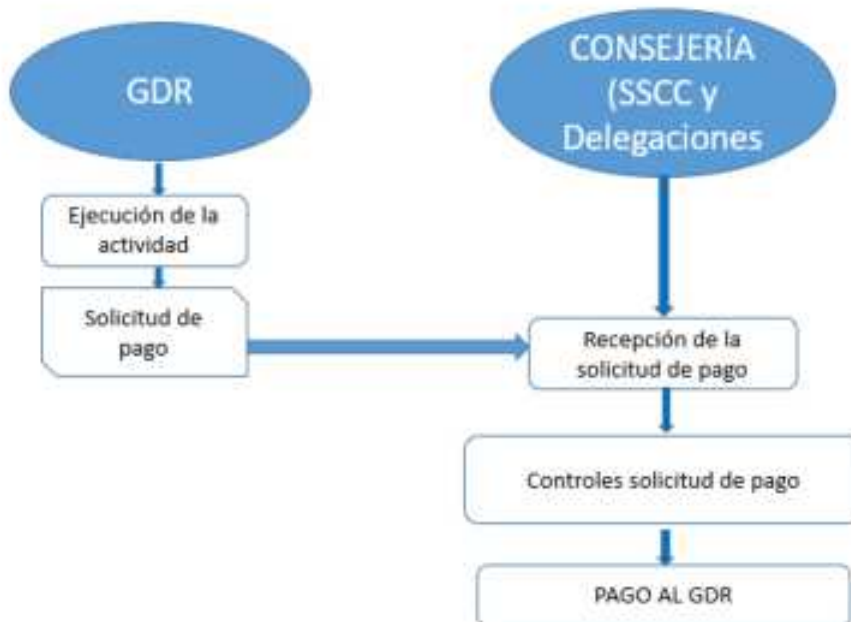 GDR
CONSEJERÍA
(SSCC y
Delegaciones
Ejecución de la
actividad
Solicitud de
pago
Recepción de la
solicitud de pago
Controles solicitud de pago
PAGO AL GDR